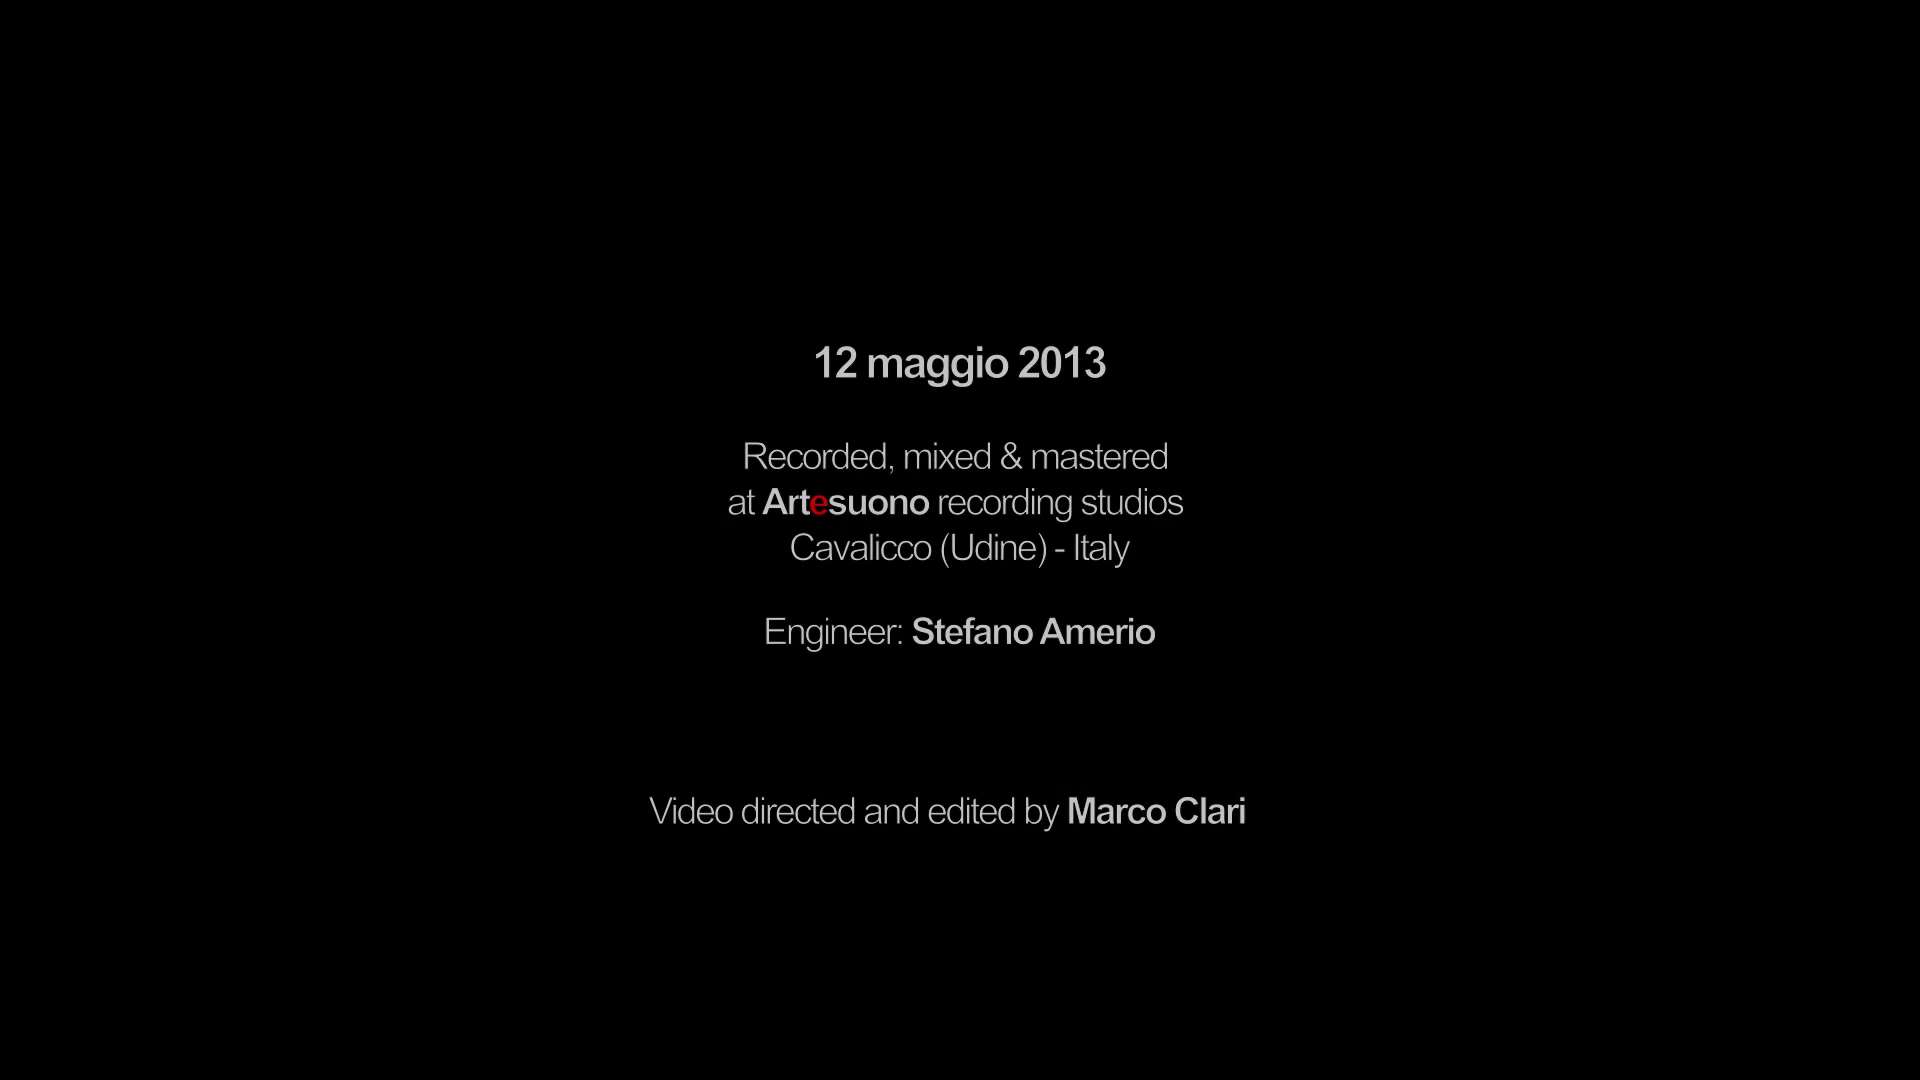 12 maggio 2013
Recorded, mixed & mastered
at Artesuono recording studios
Cavalicco (Udine) - Italy
Engineer: Stefano Amerio
Video directed and edited by Marco Clari